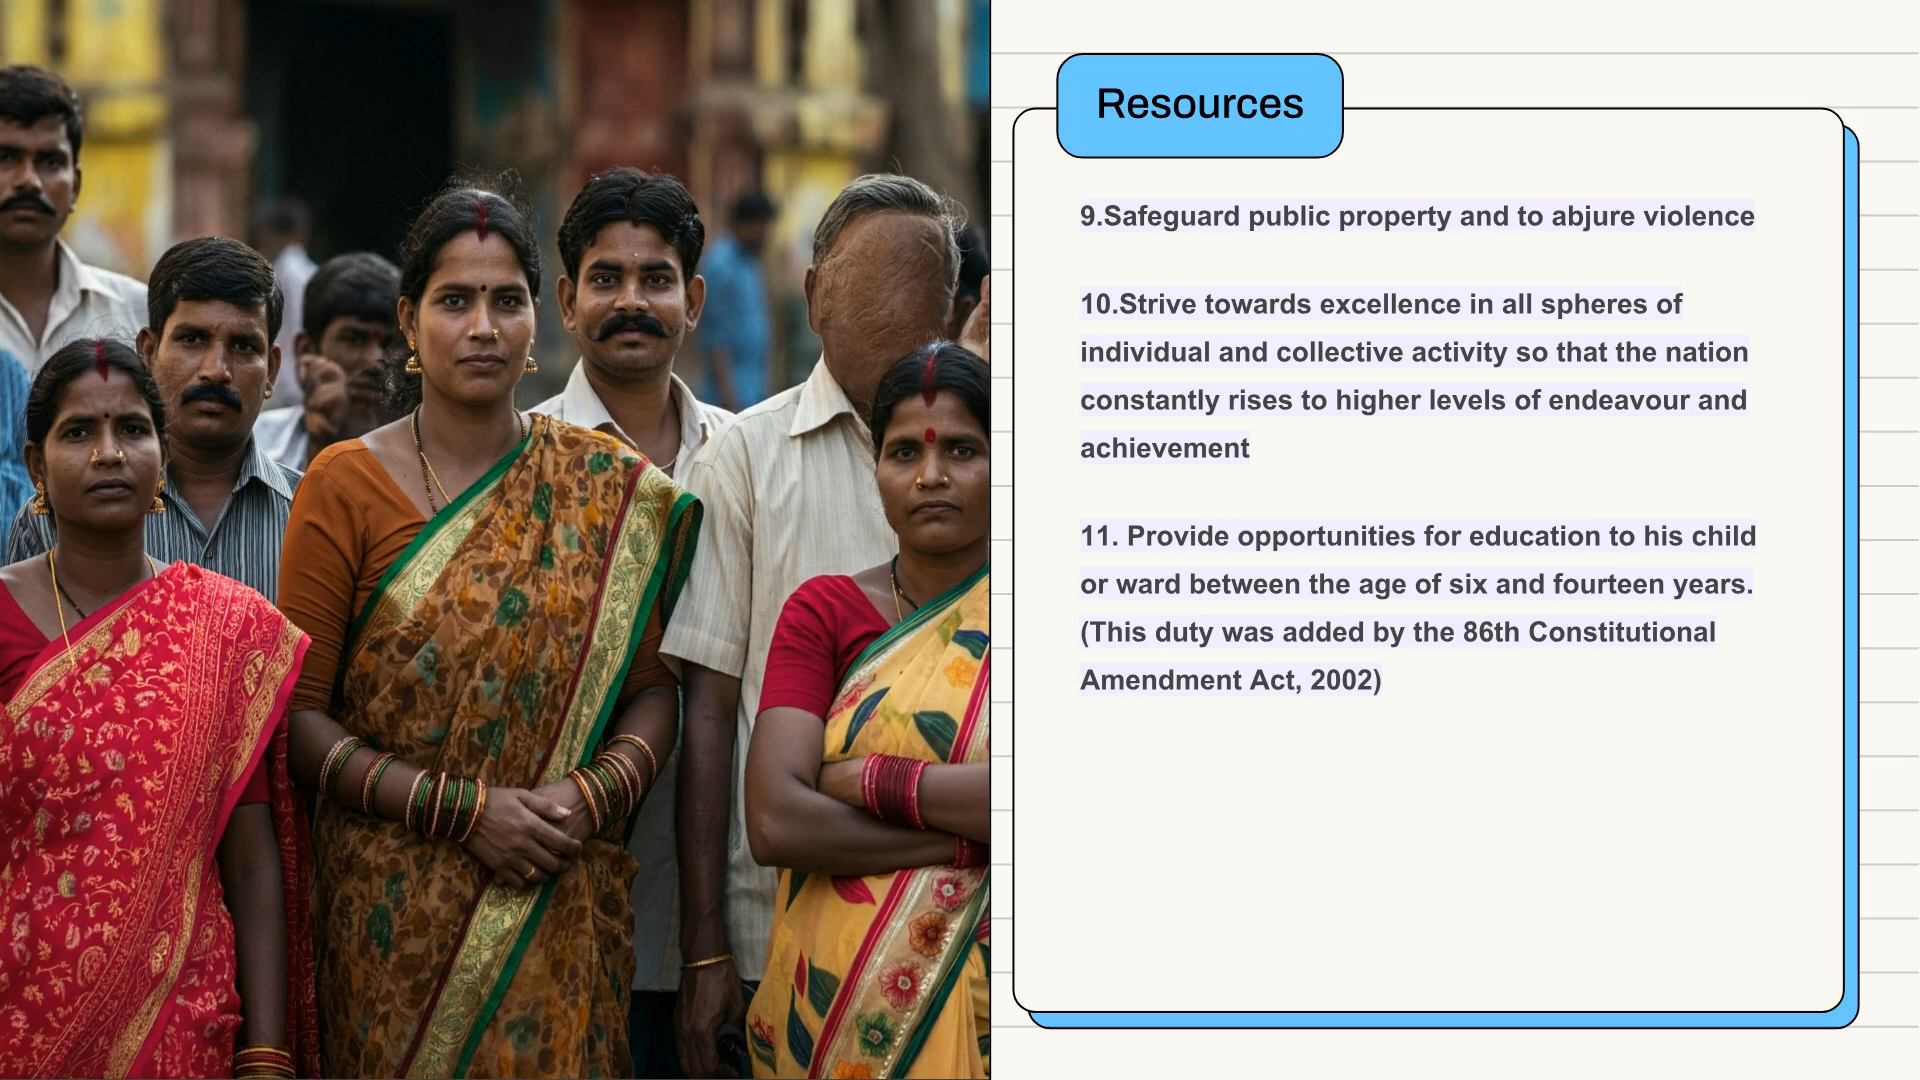 Resources
9.Safeguard public property and to abjure violence
10.Strive towards excellence in all spheres of
individual and collective activity so that the nation
constantly rises to higher levels of endeavour and
achievement
11. Provide opportunities for education to his child
or ward between the age of six and fourteen years.
(This duty was added by the 86th Constitutional
Amendment Act, 2002)